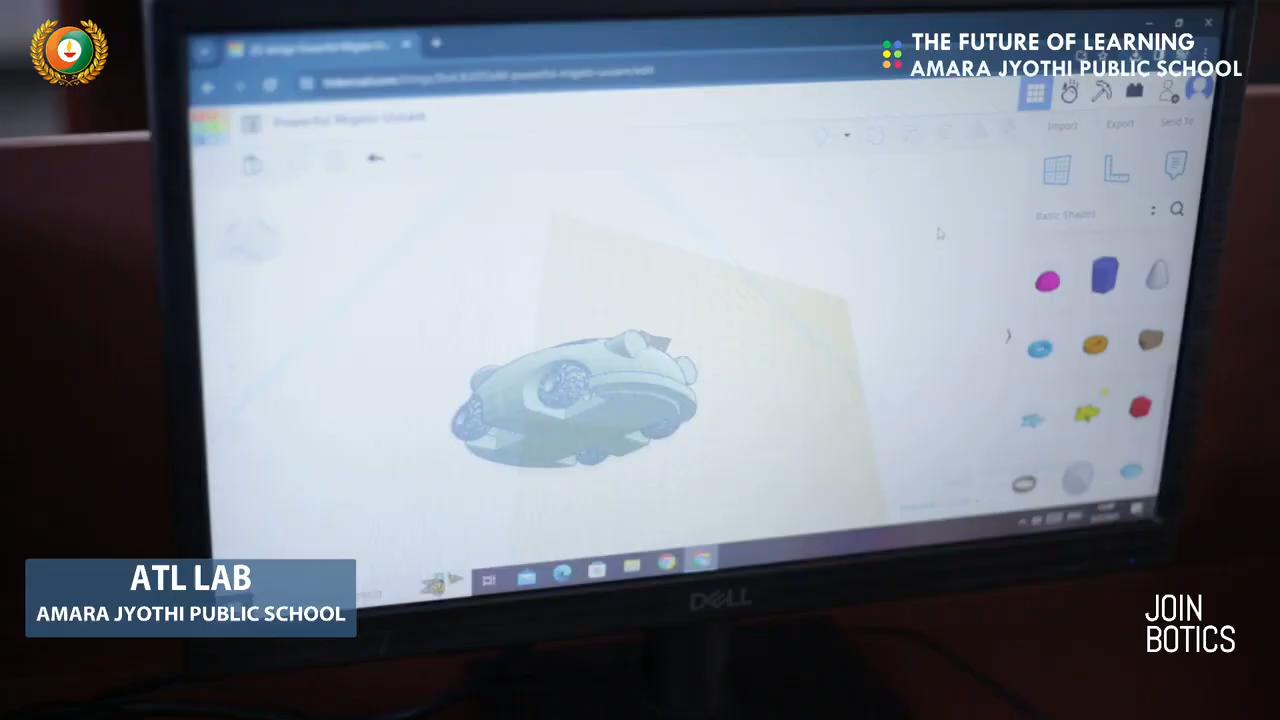 THE FUTURE OF LEARNING
AMARA JYOTHI PUBLIC SCHOOL
Import
Export
Send To
Basic Shapes
DELL
ATL LAB
AMARA JYOTHI PUBLIC SCHOOL
JOIN
BOTICS